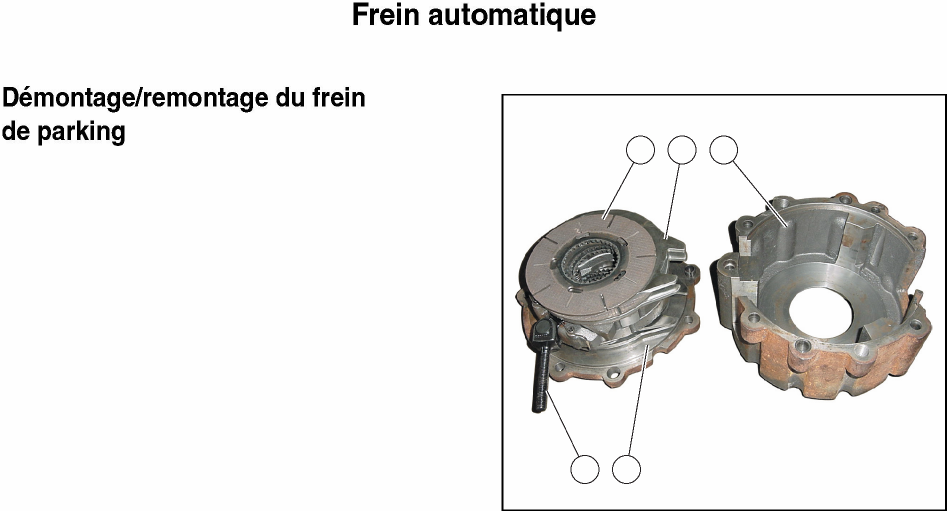 Frein automatique
Démontage/remontage du frein
de parking